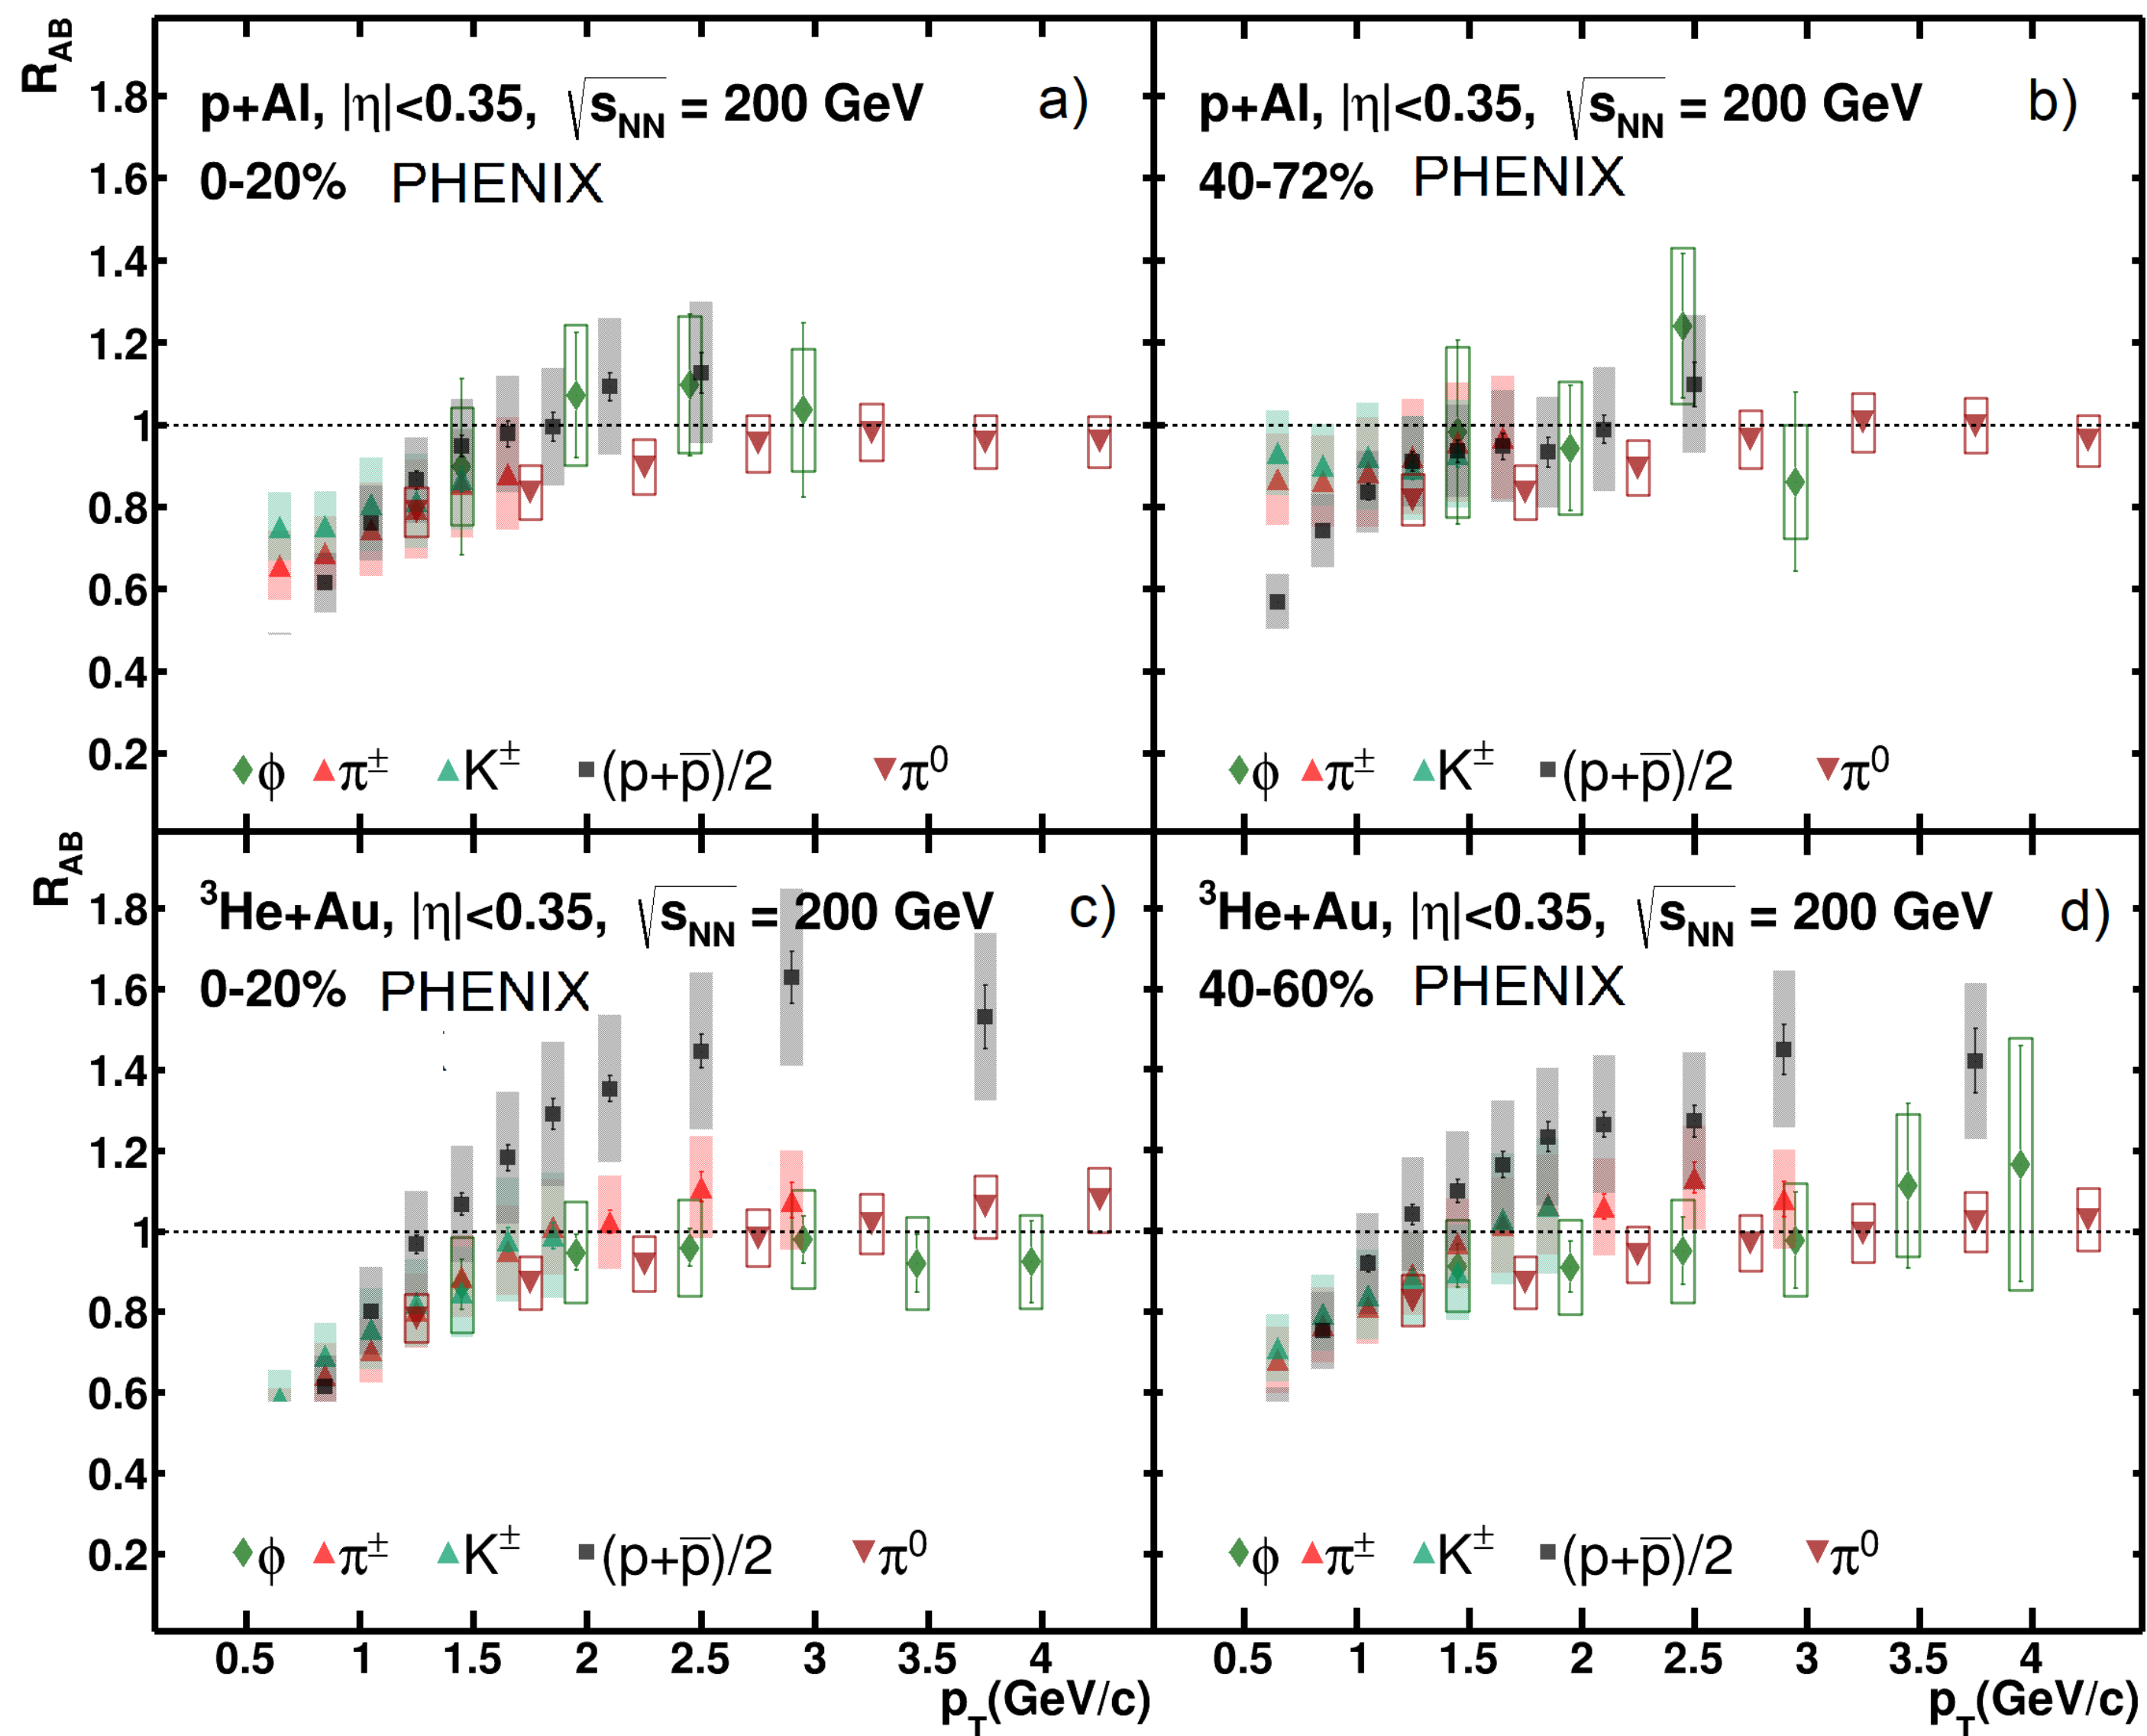 R_AB
p+Al, |η|<0.35, √s_NN = 200 GeV a)
0-20% PHENIX
1.8
1.6
1.4
1.2
1
0.8
0.6
0.4
0.2
ϕ π± K± (p+p̅)/2 π⁰
p+Al, |η|<0.35, √s_NN = 200 GeV b)
40-72% PHENIX
ϕ π± K± (p+p̅)/2 π⁰
R_AB
³He+Au, |η|<0.35, √s_NN = 200 GeV c)
0-20% PHENIX
1.8
1.6
1.4
1.2
1
0.8
0.6
0.4
0.2
ϕ π± K± (p+p̅)/2 π⁰
0.5 1 1.5 2 2.5 3 3.5 4
p_T(GeV/c)
³He+Au, |η|<0.35, √s_NN = 200 GeV d)
40-60% PHENIX
ϕ π± K± (p+p̅)/2 π⁰
0.5 1 1.5 2 2.5 3 3.5 4
p_T(GeV/c)